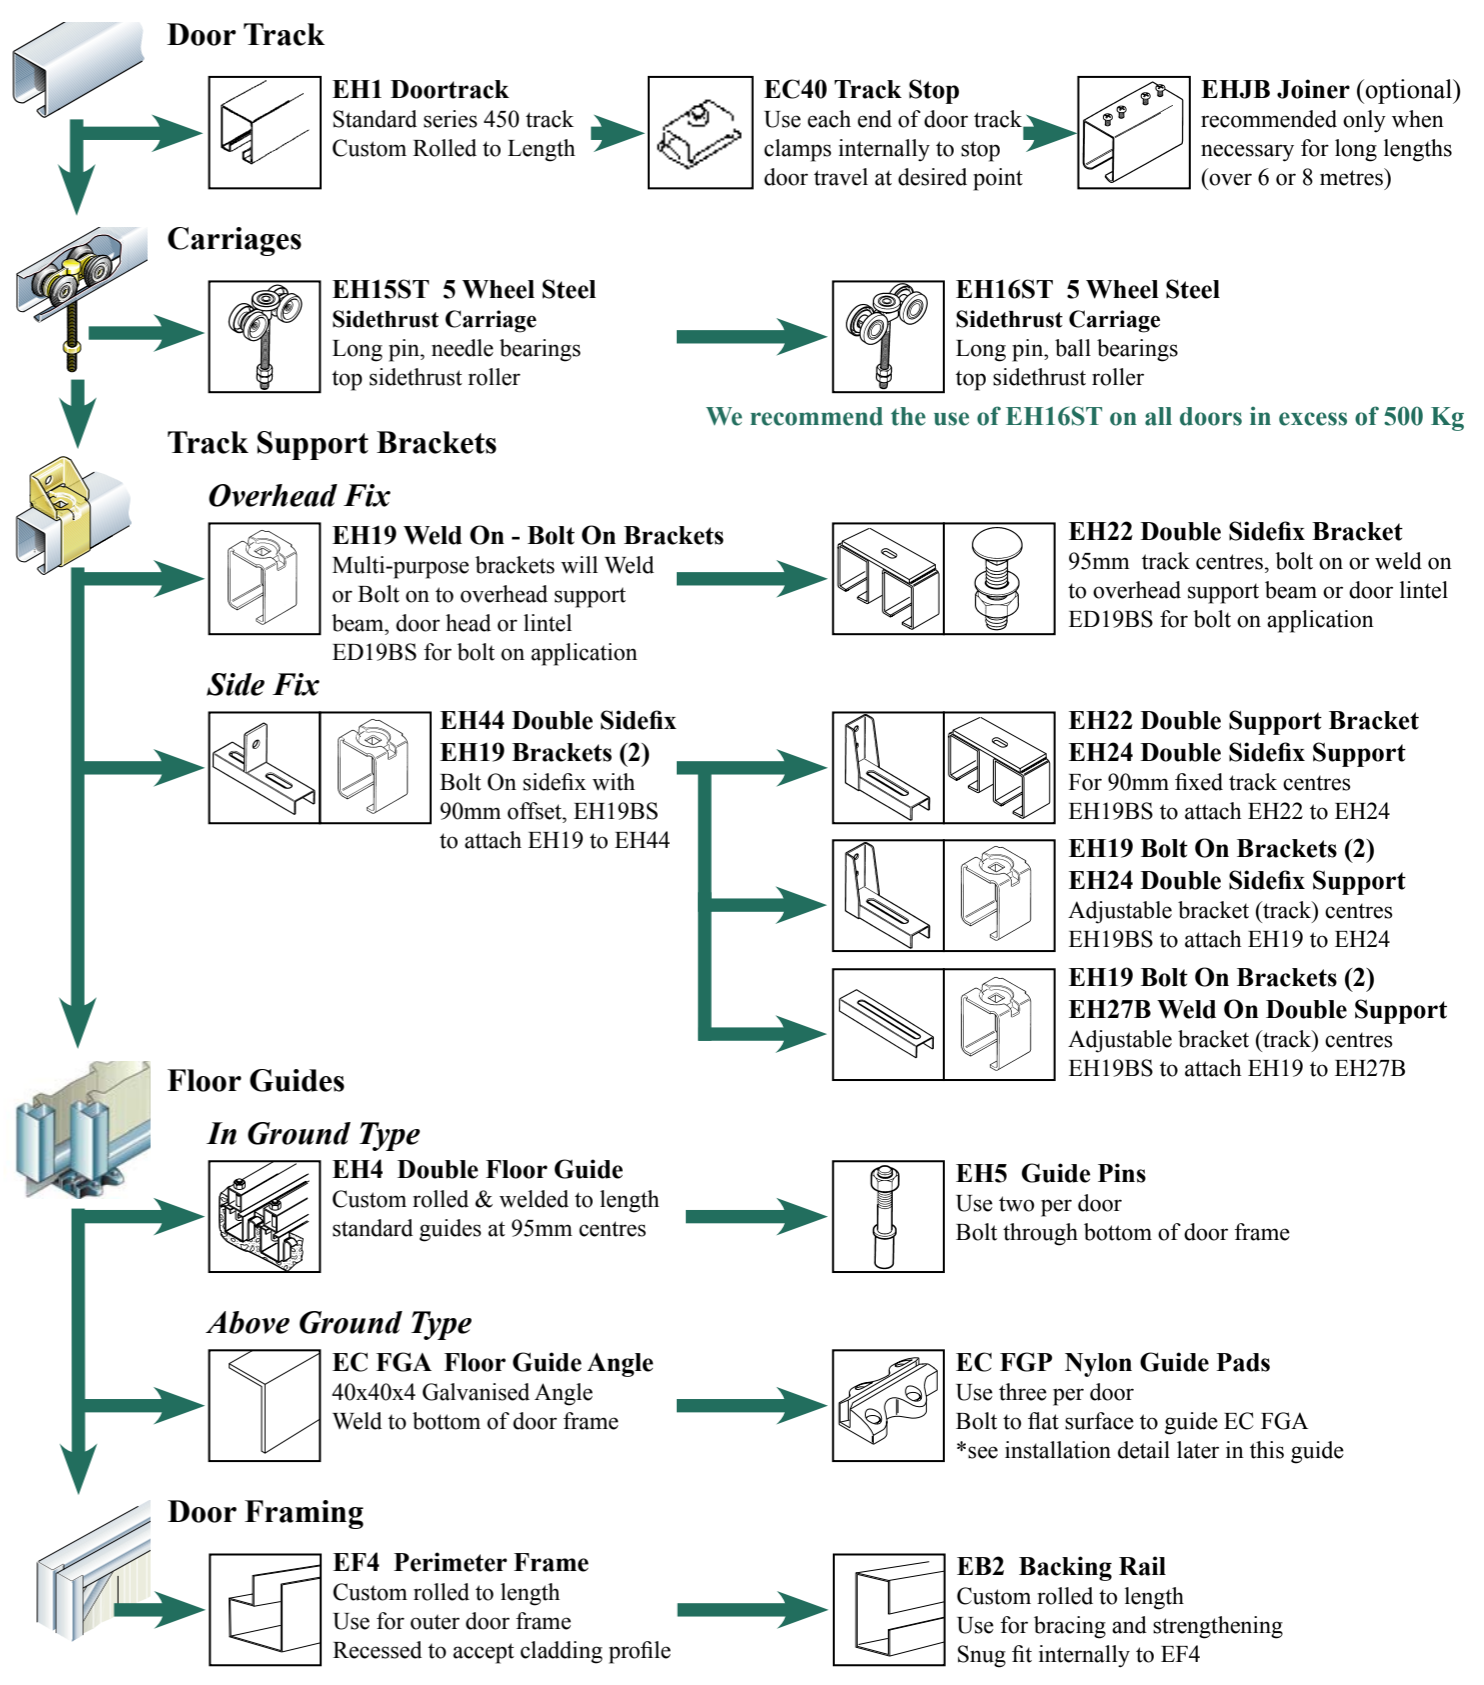 Door Track
EH1 Doortrack
Standard series 450 track
Custom Rolled to Length
EC40 Track Stop
Use each end of door track
clamps internally to stop
door travel at desired point
EHJB Joiner (optional)
recommended only when
necessary for long lengths
(over 6 or 8 metres)
Carriages
EH15ST 5 Wheel Steel
Sidethrust Carriage
Long pin, needle bearings
top sidethrust roller
EH16ST 5 Wheel Steel
Sidethrust Carriage
Long pin, ball bearings
top sidethrust roller
We recommend the use of EH16ST on all doors in excess of 500 Kg
Track Support Brackets
Overhead Fix
EH19 Weld On - Bolt On Brackets
Multi-purpose brackets will Weld
or Bolt on to overhead support
beam, door head or lintel
ED19BS for bolt on application
EH22 Double Sidefix Bracket
95mm track centres, bolt on or weld on
to overhead support beam or door lintel
ED19BS for bolt on application
Side Fix
EH44 Double Sidefix
EH19 Brackets (2)
Bolt On sidefix with
90mm offset, EH19BS
to attach EH19 to EH44
EH22 Double Support Bracket
EH24 Double Sidefix Support
For 90mm fixed track centres
EH19BS to attach EH22 to EH24
EH19 Bolt On Brackets (2)
EH24 Double Sidefix Support
Adjustable bracket (track) centres
EH19BS to attach EH19 to EH24
EH19 Bolt On Brackets (2)
EH27B Weld On Double Support
Adjustable bracket (track) centres
EH19BS to attach EH19 to EH27B
Floor Guides
In Ground Type
EH4 Double Floor Guide
Custom rolled & welded to length
standard guides at 95mm centres
EH5 Guide Pins
Use two per door
Bolt through bottom of door frame
Above Ground Type
EC FGA Floor Guide Angle
40x40x4 Galvanised Angle
Weld to bottom of door frame
EC FGP Nylon Guide Pads
Use three per door
Bolt to flat surface to guide EC FGA
*see installation detail later in this guide
Door Framing
EF4 Perimeter Frame
Custom rolled to length
Use for outer door frame
Recessed to accept cladding profile
EB2 Backing Rail
Custom rolled to length
Use for bracing and strengthening
Snug fit internally to EF4